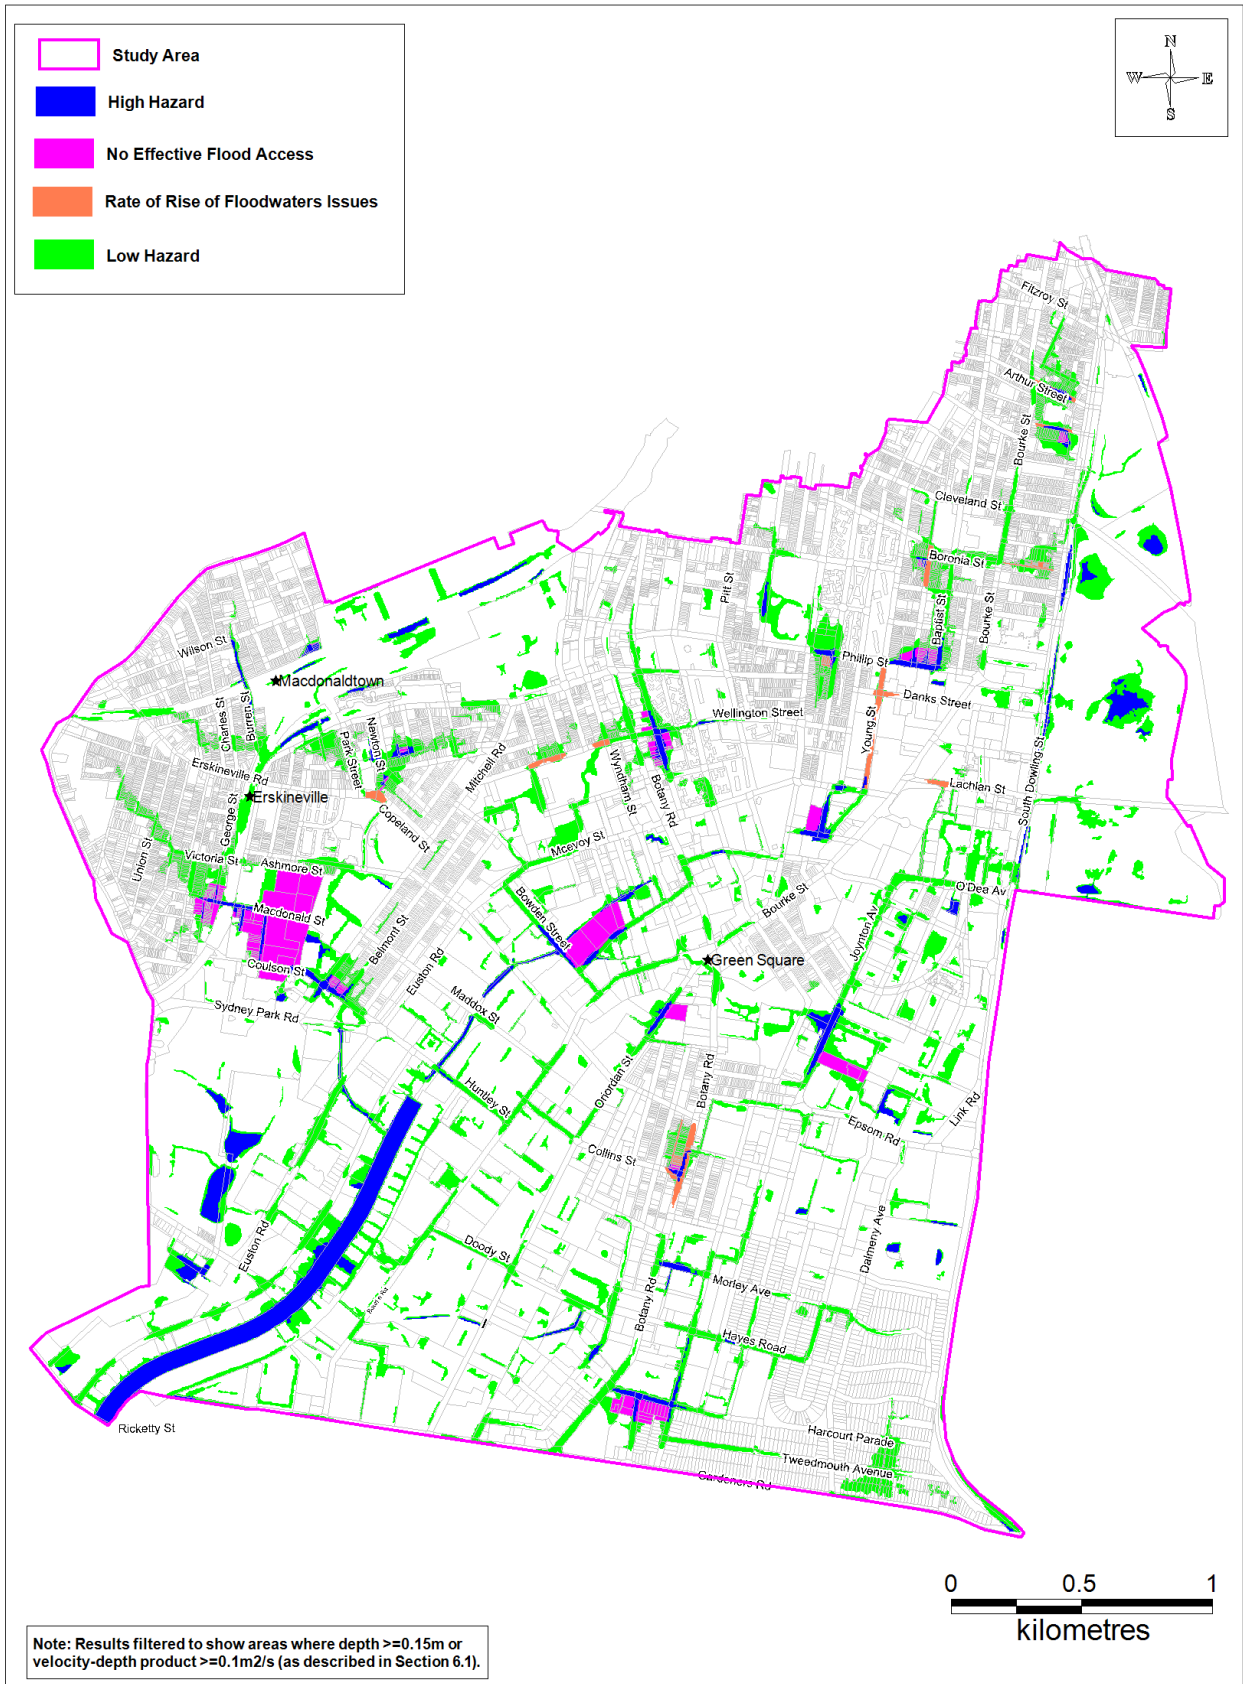 Study Area
High Hazard
No Effective Flood Access
Rate of Rise of Floodwaters Issues
Low Hazard
N
W
E
S
Fitzroy St
Arthur Street
Bourke St
Cleveland St
Boronia St
Pitt St
Baptist St
Bourke St
Wilson St
Phillip St
Macdonaldtown
Danks Street
Charles St
Burren St
Wellington Street
Newton St
Park Street
Young St
Mitchell Rd
Erskineville Rd
Wyndham St
Botany Rd
South Dowling St
Lachlan St
Erskineville
George St
Copeland St
Union St
Mcevoy St
Victoria St
Ashmore St
O'Dea Av
Bowden Street
Bourke St
Macdonald St
Belmont St
Joynton Av
Green Square
Coulson St
Euston Rd
Sydney Park Rd
Maddox St
Onordan St
Botany Rd
Huntley St
Link Rd
Epsom Rd
Collins St
Euston Rd
Doody St
Dalmeny Ave
Morley Ave
Botany Rd
Hayes Road
Ricketty St
Harcourt Parade
Tweedmouth Avenue
Gardeners Rd
0 0.5 1
kilometres
Note: Results filtered to show areas where depth >=0.15m or
velocity-depth product >=0.1m2/s (as described in Section 6.1).